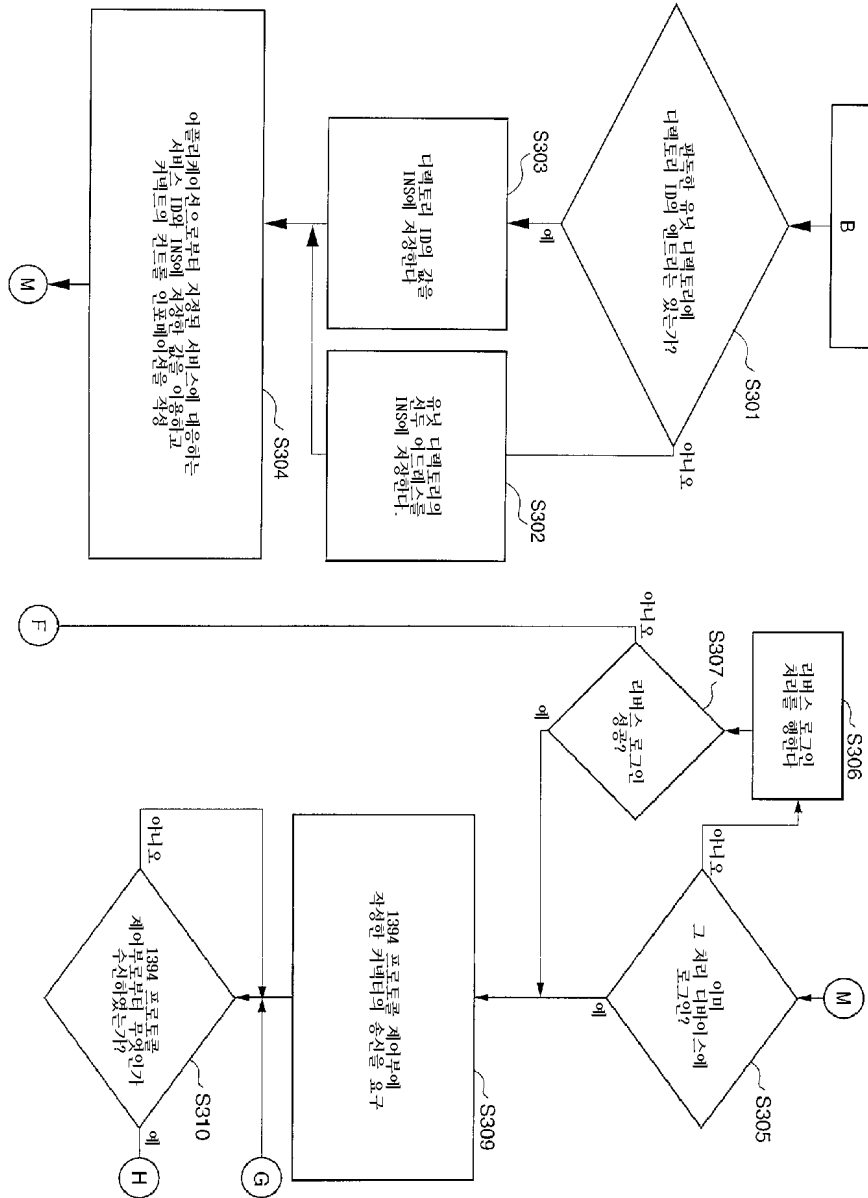 B
판독한 유닛 디렉토리에
디렉토리 ID의 엔트리는 있는가?
S301
아니오
예
유닛 디렉토리의
선두 어드레스를
INS에 저장한다.
S302
디렉토리 ID의 값을
INS에 저장한다
S303
어플리케이션으로부터 지정된 서비스에 대응하는
서비스 ID와 INS에 저장한 값을 이용하고
커넥트의 컨트롤 인포메이션을 작성
S304
M
M
이미
그 처리 디바이스에
로그인?
S305
아니오
예
리버스 로그인
처리를 행한다
S306
리버스 로그인
성공?
S307
아니오
예
F
1394 프로토콜 제어부에
작성한 커넥터의 송신을 요구
S309
G
1394 프로토콜
제어부로부터 무엇인가
수신하였는가?
S310
아니오
예
H